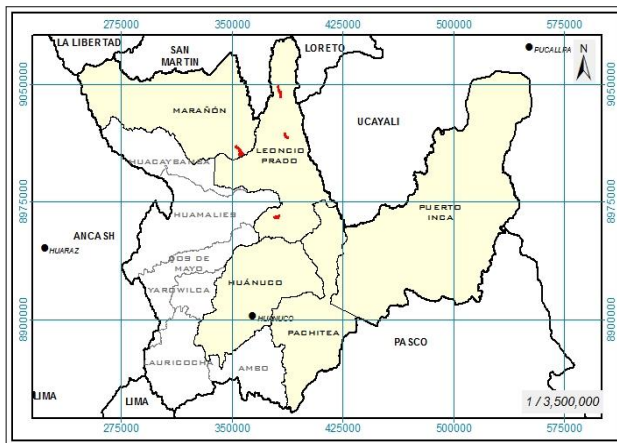 275000 350000 425000 500000 575000
LA LIBERTAD
SAN
MARTIN
LORETO
PUCALLPA
N
9050000
9050000
MARAÑÓN
UCAYALI
LEONCIO
PRADO
HUACAYBAMBA
8975000
8975000
HUAMALIES
PUERTO
INCA
ANCASH
HUARAZ
DOS DE
MAYO
YAROWILCA
HUÁNUCO
HUANUCO
8900000
8900000
PACHITEA
PASCO
LAURICOCHA
AMBO
LIMA
LIMA
1 / 3,500,000
275000 350000 425000 500000 575000